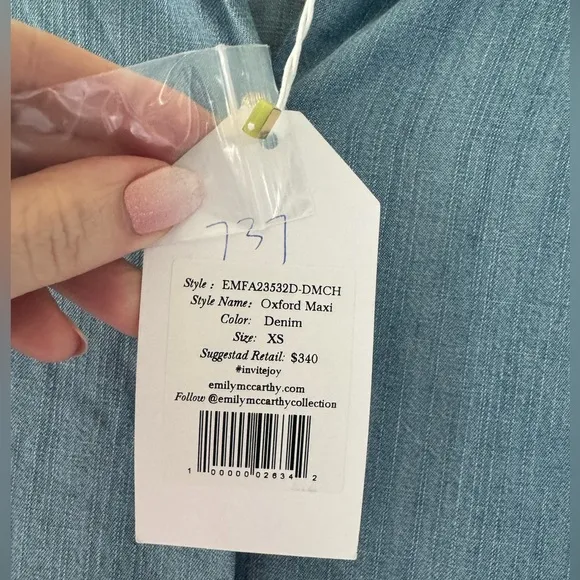 737
Style : EMFA23532D-DMCH
Style Name: Oxford Maxi
Color: Denim
Size: XS
Suggestad Retail: $340
#invitejoy
emilymccarthy.com
Follow @emilymccarthycollection
1 00000 02634 2